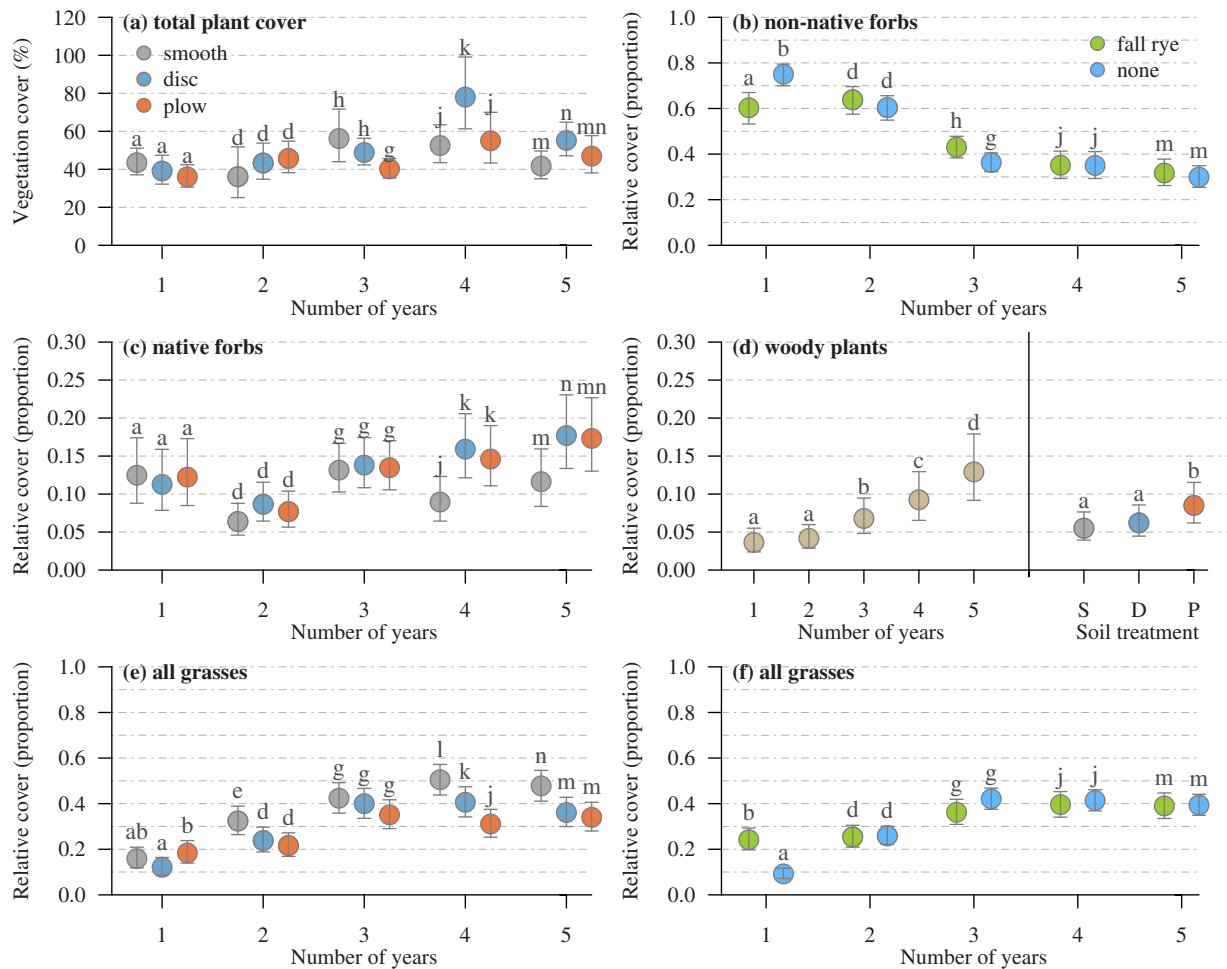 (a) total plant cover
Vegetation cover (%)
120
100
80
60
40
20
0
smooth
disc
plow
a a a
d d d
h h g
j k j
m n mn
1 2 3 4 5
Number of years
(b) non-native forbs
Relative cover (proportion)
1.0
0.8
0.6
0.4
0.2
0.0
fall rye
none
a b
d d
h g
j j
m m
1 2 3 4 5
Number of years
(c) native forbs
Relative cover (proportion)
0.30
0.25
0.20
0.15
0.10
0.05
0.00
a a a
d d d
g g g
j k k
m n mn
1 2 3 4 5
Number of years
(d) woody plants
Relative cover (proportion)
0.30
0.25
0.20
0.15
0.10
0.05
0.00
a a b c d
a a b
1 2 3 4 5 S D P
Number of years Soil treatment
(e) all grasses
Relative cover (proportion)
1.0
0.8
0.6
0.4
0.2
0.0
ab a b
e d d
g g g
l k j
n m m
1 2 3 4 5
Number of years
(f) all grasses
Relative cover (proportion)
1.0
0.8
0.6
0.4
0.2
0.0
b a
d d
g g
j j
m m
1 2 3 4 5
Number of years